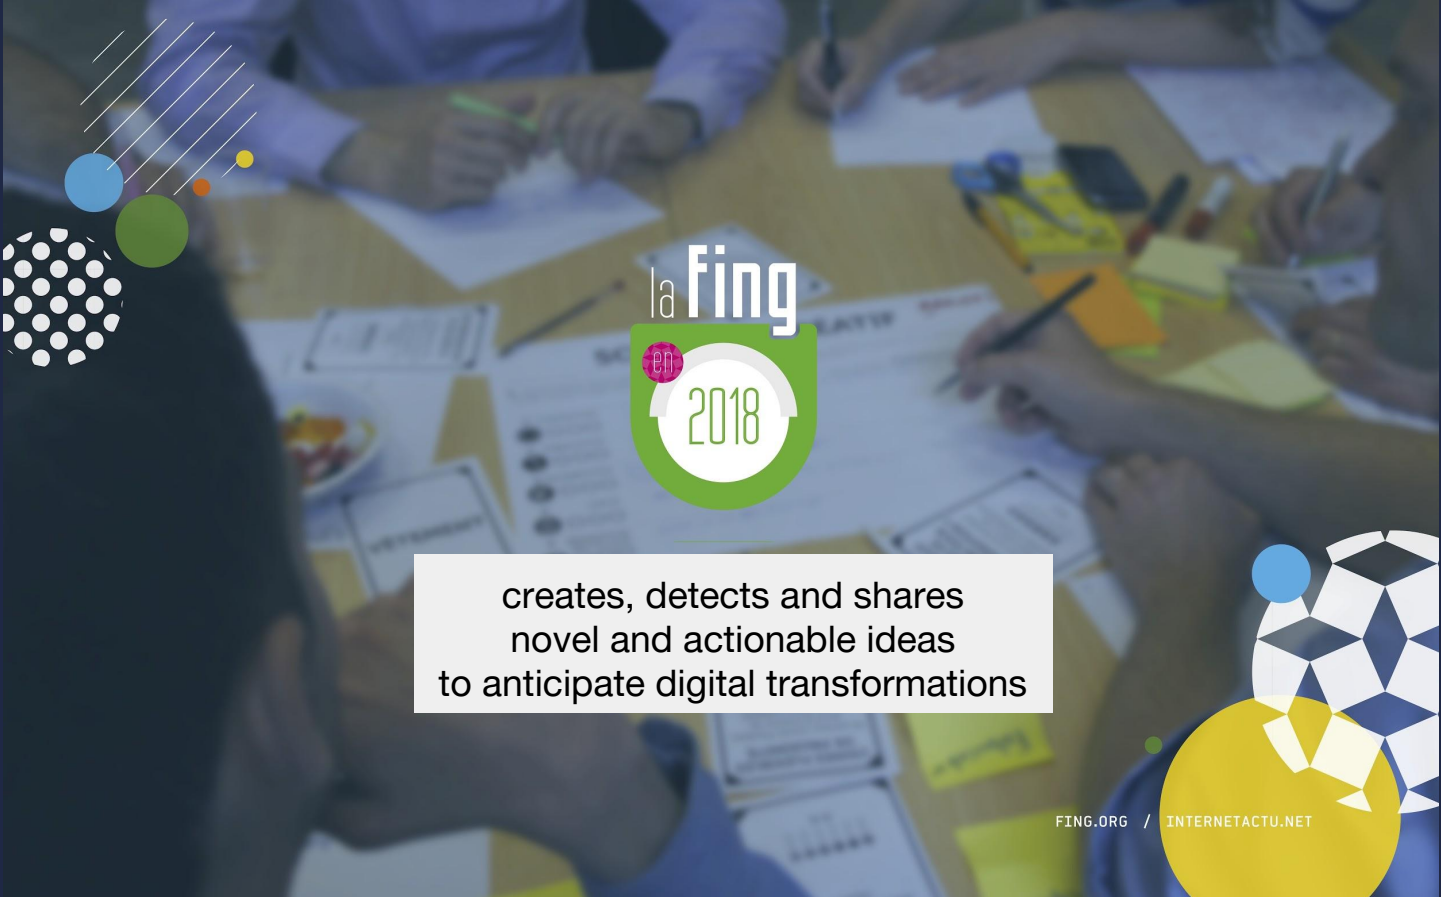 la Fing
en
2018
creates, detects and shares
novel and actionable ideas
to anticipate digital transformations
VETEMENT
FING.ORG / INTERNETACTU.NET